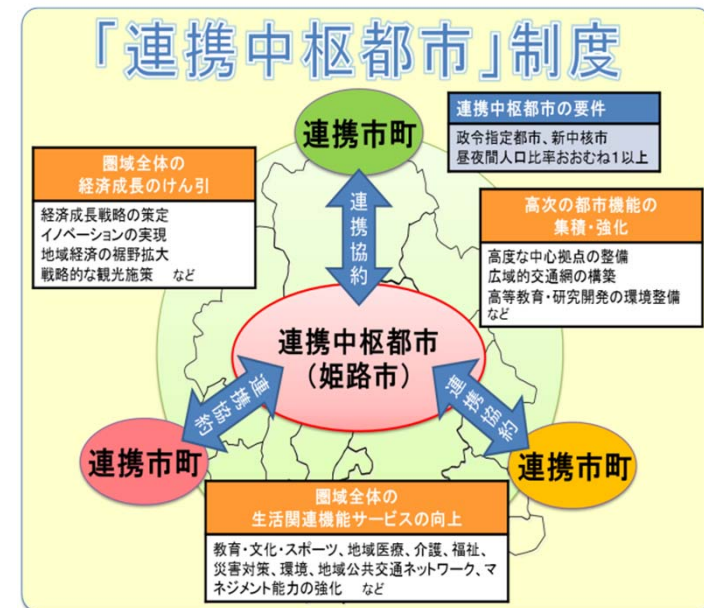 「連携中枢都市」制度
連携市町
連携中枢都市の要件
政令指定都市、新中核市
昼夜間人口比率おおむね1以上
圏域全体の
経済成長のけん引
経済成長戦略の策定
イノベーションの実現
地域経済の裾野拡大
戦略的な観光施策 など
連携協約
高次の都市機能の
集積・強化
高度な中心拠点の整備
広域的交通網の構築
高等教育・研究開発の環境整備
など
連携中枢都市
(姫路市)
連携協約
連携協約
連携市町
連携市町
圏域全体の
生活関連機能サービスの向上
教育・文化・スポーツ、地域医療、介護、福祉、
災害対策、環境、地域公共交通ネットワーク、マ
ネジメント能力の強化 など